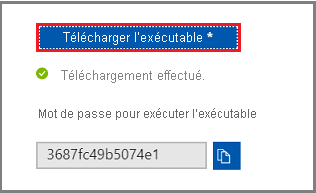 Télécharger l'exécutable *
Téléchargement effectué.
Mot de passe pour exécuter l'exécutable
3687fc49b5074e1